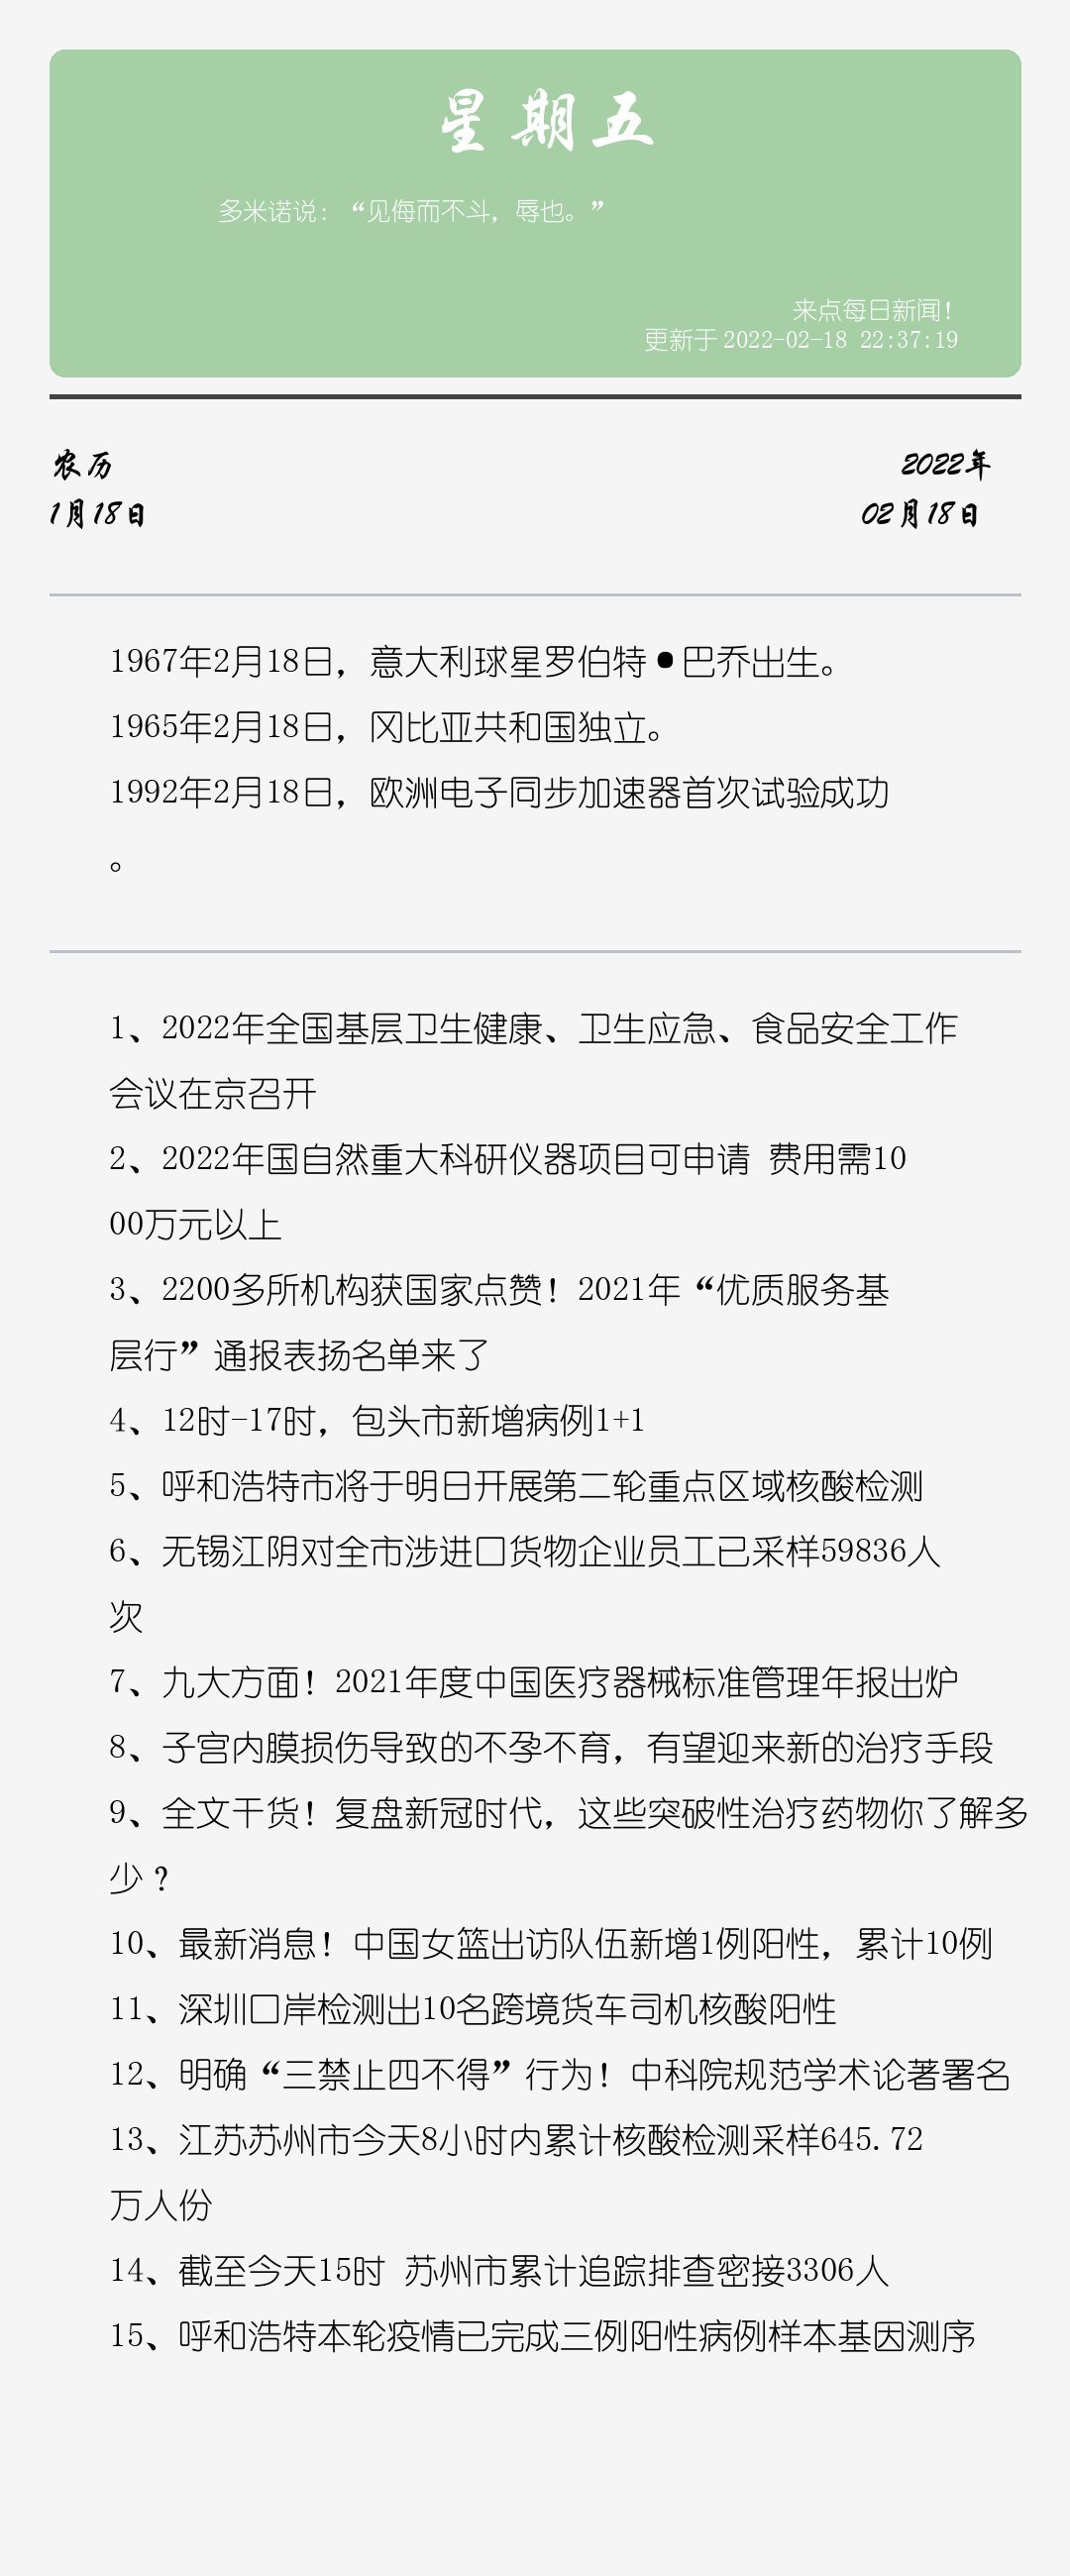 星期五
多米诺说：“见侮而不斗，辱也。”
来点每日新闻！
更新于 2022-02-18 22:37:19
农历
2022年
1月18日
02月18日
1967年2月18日，意大利球星罗伯特•巴乔出生。
1965年2月18日，冈比亚共和国独立。
1992年2月18日，欧洲电子同步加速器首次试验成功
。
1、2022年全国基层卫生健康、卫生应急、食品安全工作
会议在京召开
2、2022年国自然重大科研仪器项目可申请 费用需10
00万元以上
3、2200多所机构获国家点赞！2021年“优质服务基
层行”通报表扬名单来了
4、12时-17时，包头市新增病例1+1
5、呼和浩特市将于明日开展第二轮重点区域核酸检测
6、无锡江阴对全市涉进口货物企业员工已采样59836人
次
7、九大方面！2021年度中国医疗器械标准管理年报出炉
8、子宫内膜损伤导致的不孕不育，有望迎来新的治疗手段
9、全文干货！复盘新冠时代，这些突破性治疗药物你了解多
少？
10、最新消息！中国女篮出访队伍新增1例阳性，累计10例
11、深圳口岸检测出10名跨境货车司机核酸阳性
12、明确“三禁止四不得”行为！中科院规范学术论著署名
13、江苏苏州市今天8小时内累计核酸检测采样645.72
万人份
14、截至今天15时 苏州市累计追踪排查密接3306人
15、呼和浩特本轮疫情已完成三例阳性病例样本基因测序